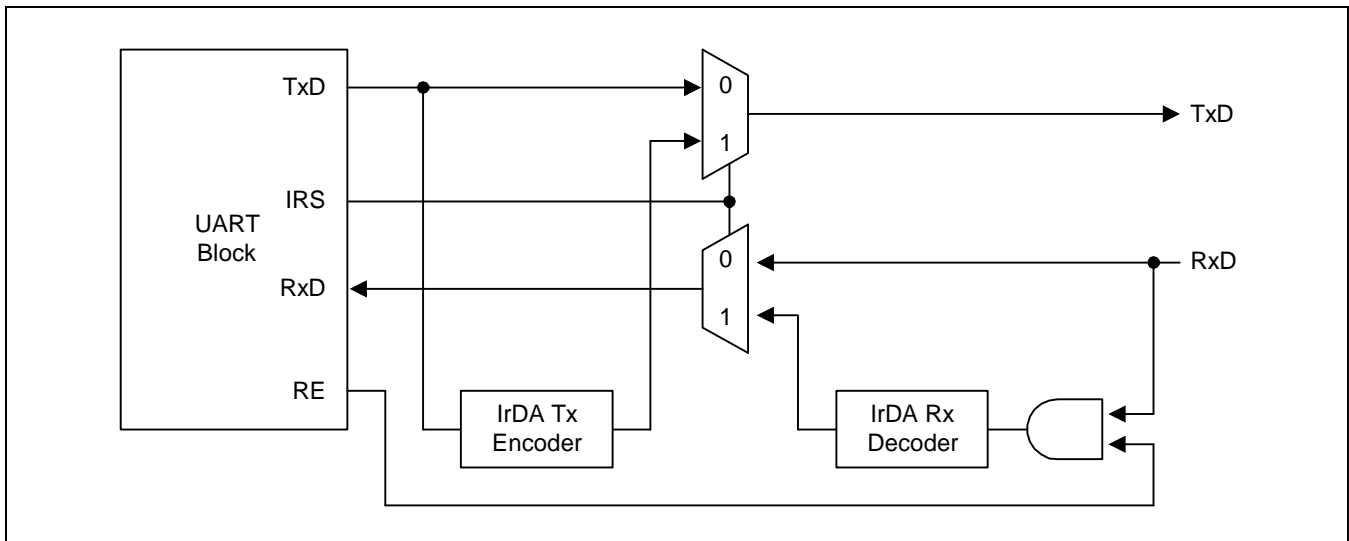 TxD
0
TxD
1
IRS
UART
Block
0
RxD
RxD
1
RE
IrDA Tx
Encoder
IrDA Rx
Decoder